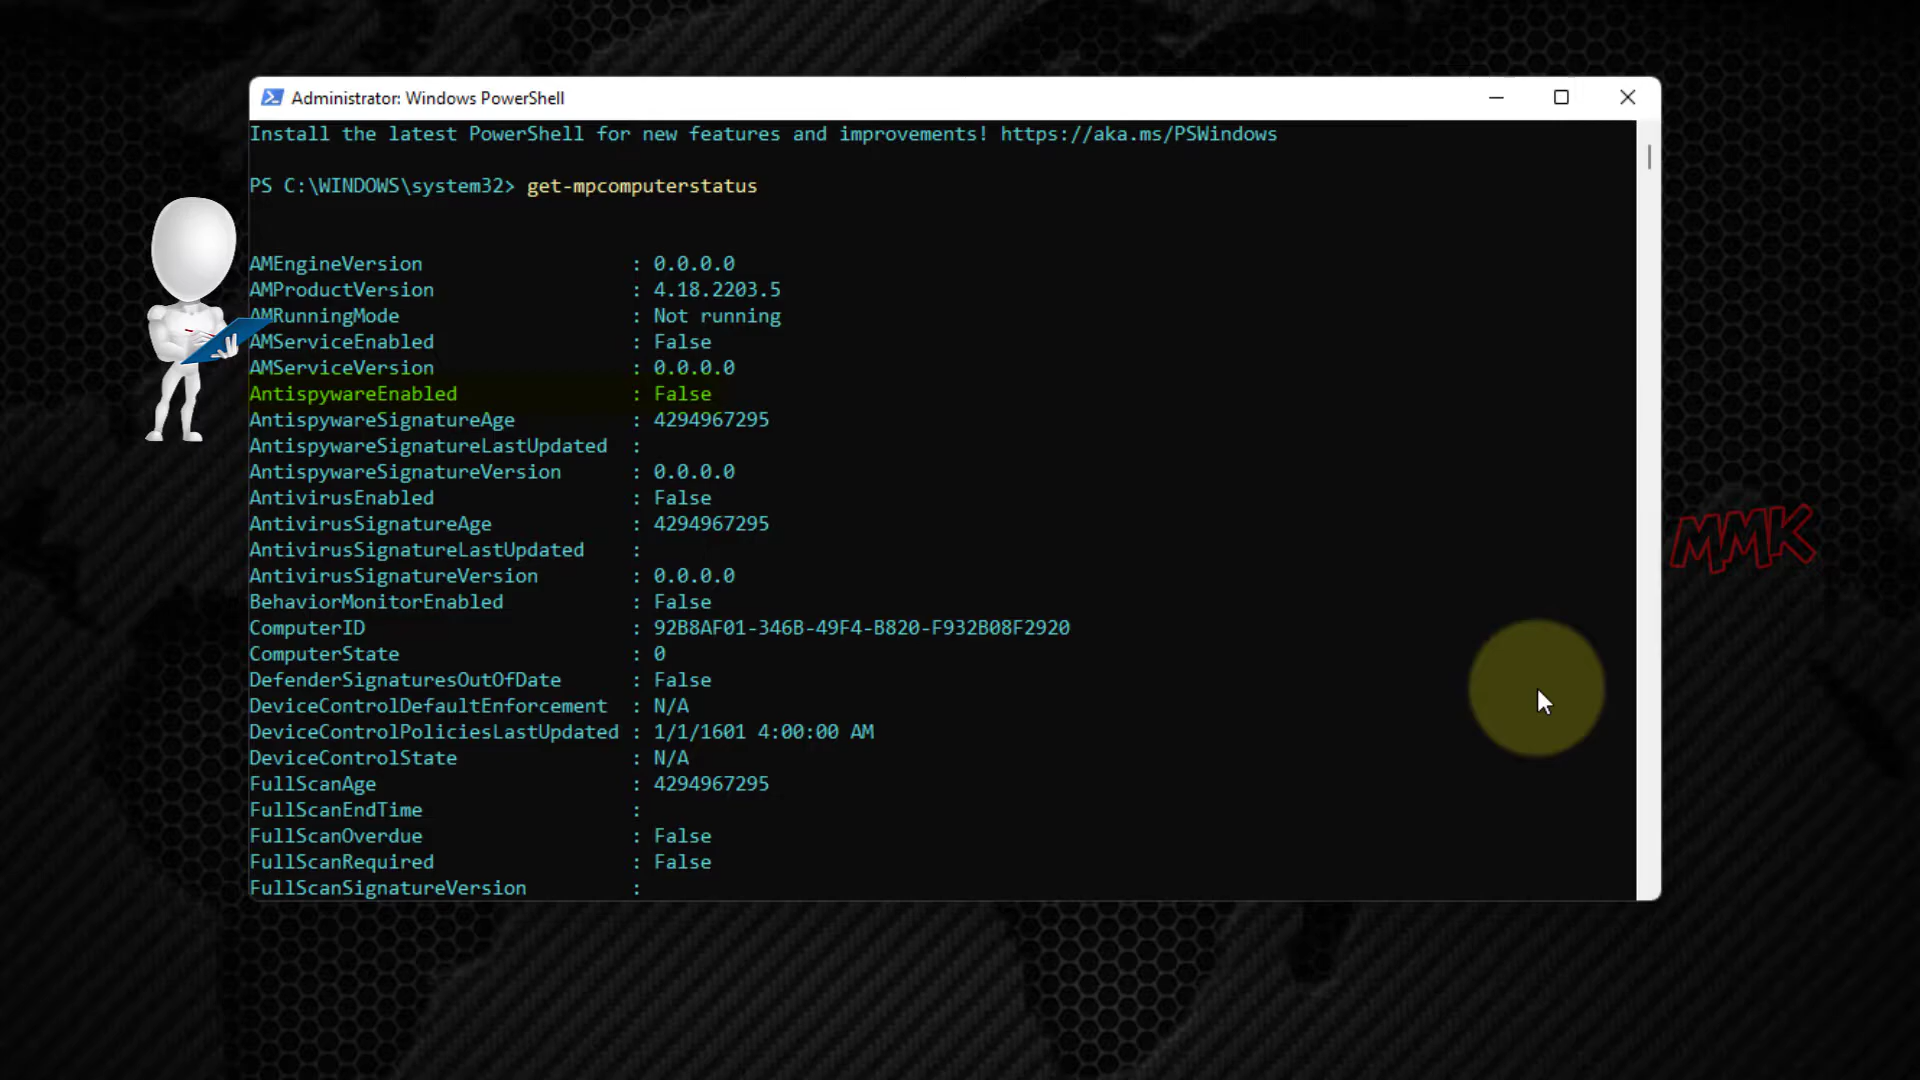 Administrator: Windows PowerShell
Install the latest PowerShell for new features and improvements! https://aka.ms/PSWindows
PS C:\WINDOWS\system32> get-mpcomputerstatus
AMEngineVersion : 0.0.0.0
AMProductVersion : 4.18.2203.5
AMRunningMode : Not running
AMServiceEnabled : False
AMServiceVersion : 0.0.0.0
AntispywareEnabled : False
AntispywareSignatureAge : 4294967295
AntispywareSignatureLastUpdated :
AntispywareSignatureVersion : 0.0.0.0
AntivirusEnabled : False
AntivirusSignatureAge : 4294967295
AntivirusSignatureLastUpdated :
AntivirusSignatureVersion : 0.0.0.0
BehaviorMonitorEnabled : False
ComputerID : 92B8AF01-346B-49F4-B820-F932B08F2920
ComputerState : 0
DefenderSignaturesOutOfDate : False
DeviceControlDefaultEnforcement : N/A
DeviceControlPoliciesLastUpdated : 1/1/1601 4:00:00 AM
DeviceControlState : N/A
FullScanAge : 4294967295
FullScanEndTime :
FullScanOverdue : False
FullScanRequired : False
FullScanSignatureVersion :
MMK